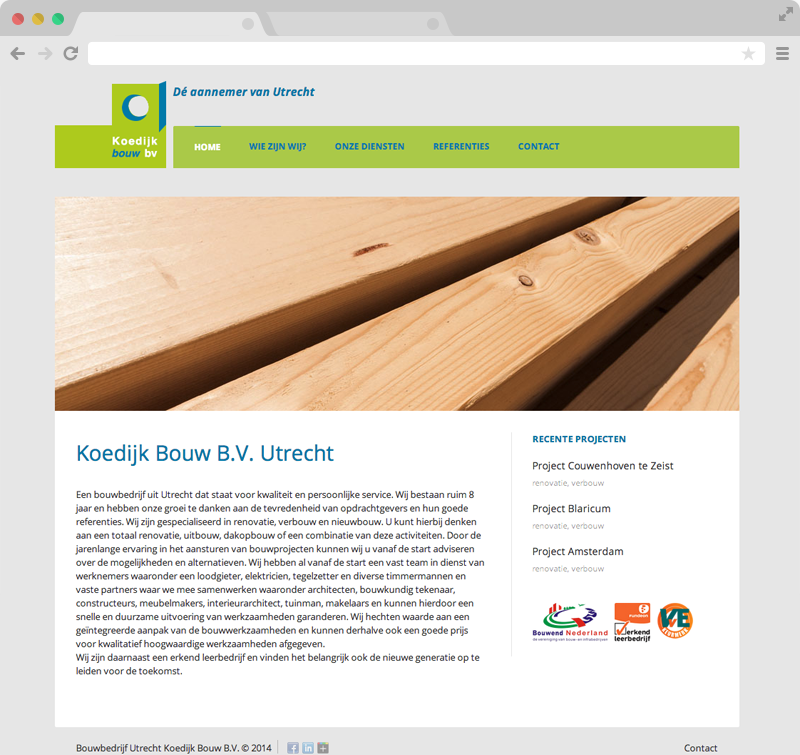 Dé aannemer van Utrecht
Koedijk
bouw bv
HOME WIE ZIJN WIJ? ONZE DIENSTEN REFERENTIES CONTACT
Koedijk Bouw B.V. Utrecht
Een bouwbedrijf uit Utrecht dat staat voor kwaliteit en persoonlijke service. Wij bestaan ruim 8
jaar en hebben onze groei te danken aan de tevredenheid van opdrachtgevers en hun goede
referenties. Wij zijn gespecialiseerd in renovatie, verbouw en nieuwbouw. U kunt hierbij denken
aan een totaal renovatie, uitbouw, dakopbouw of een combinatie van deze activiteiten. Door de
jarenlange ervaring in het aansturen van bouwprojecten kunnen wij u vanaf de start adviseren
over de mogelijkheden en alternatieven. Wij hebben al vanaf de start een vast team in dienst van
werknemers waaronder een loodgieter, elektricien, tegelzetter en diverse timmermannen en
vaste partners waar we mee samenwerken waaronder architecten, bouwkundig tekenaar,
constructeurs, meubelmakers, interieurarchitect, tuinman, makelaars en kunnen hierdoor een
snelle en duurzame uitvoering van werkzaamheden garanderen. Wij hechten waarde aan een
geïntegreerde aanpak van de bouwwerkzaamheden en kunnen derhalve ook een goede prijs
voor kwalitatief hoogwaardige werkzaamheden afgegeven.
Wij zijn daarnaast een erkend leerbedrijf en vinden het belangrijk ook de nieuwe generatie op te
leiden voor de toekomst.
RECENTE PROJECTEN
Project Couwenhoven te Zeist
renovatie, verbouw
Project Blaricum
renovatie, verbouw
Project Amsterdam
renovatie, verbouw
Bouwend Nederland
de vereniging van bouw- en infrabedrijven
Fundeon
erkend
leerbedrijf
Bouwbedrijf Utrecht Koedijk Bouw B.V. © 2014
Contact